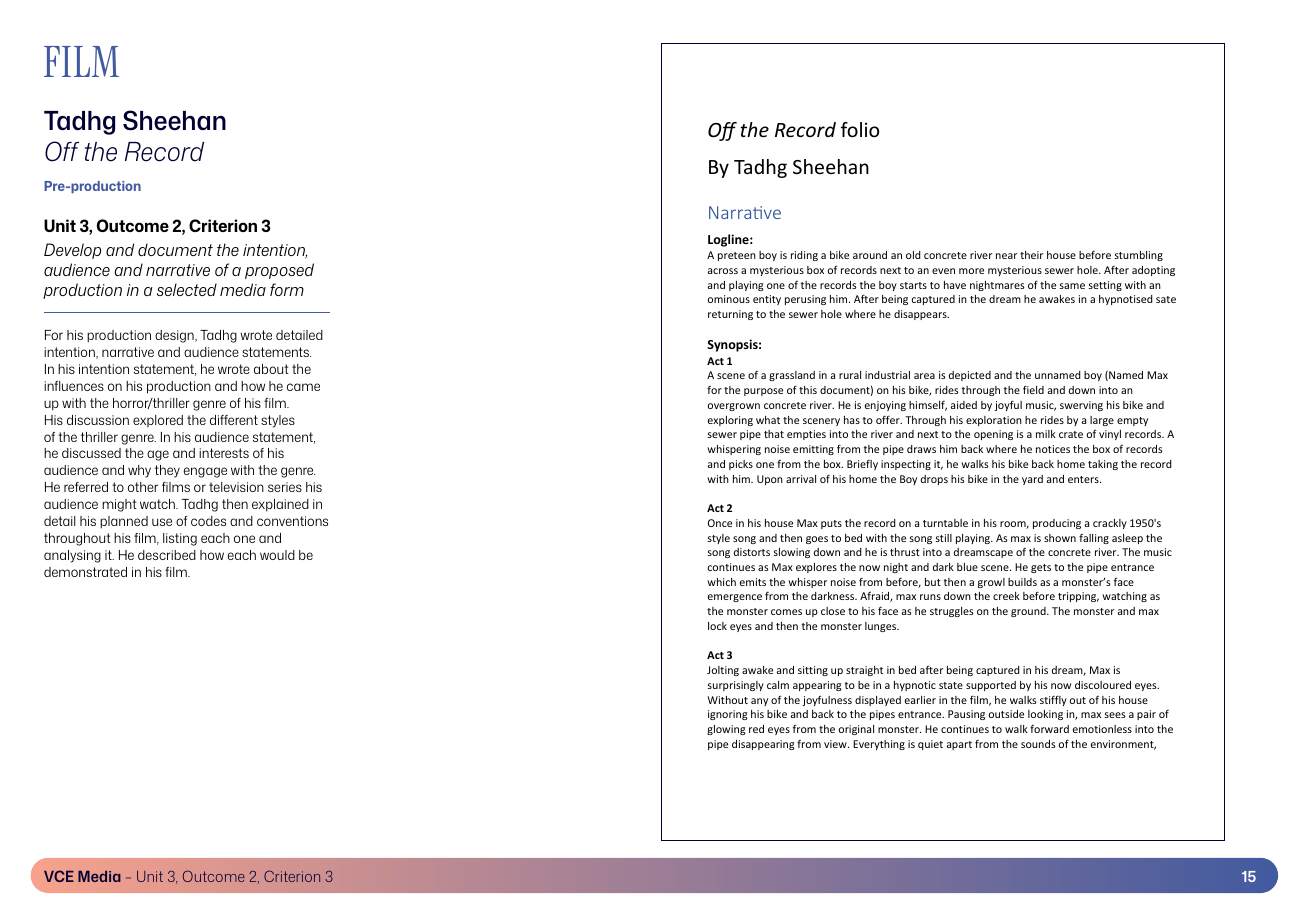 FILM
Tadhg Sheehan
Off the Record
Pre-production
Unit 3, Outcome 2, Criterion 3
Develop and document the intention,
audience and narrative of a proposed
production in a selected media form
For his production design, Tadhg wrote detailed
intention, narrative and audience statements.
In his intention statement, he wrote about the
influences on his production and how he came
up with the horror/thriller genre of his film.
His discussion explored the different styles
of the thriller genre. In his audience statement,
he discussed the age and interests of his
audience and why they engage with the genre.
He referred to other films or television series his
audience might watch. Tadhg then explained in
detail his planned use of codes and conventions
throughout his film, listing each one and
analysing it. He described how each would be
demonstrated in his film.
Off the Record folio
By Tadhg Sheehan
Narrative
Logline:
A preteen boy is riding a bike around an old concrete river near their house before stumbling
across a mysterious box of records next to an even more mysterious sewer hole. After adopting
and playing one of the records the boy starts to have nightmares of the same setting with an
ominous entity perusing him. After being captured in the dream he awakes in a hypnotised sate
returning to the sewer hole where he disappears.
Synopsis:
Act 1
A scene of a grassland in a rural industrial area is depicted and the unnamed boy (Named Max
for the purpose of this document) on his bike, rides through the field and down into an
overgrown concrete river. He is enjoying himself, aided by joyful music, swerving his bike and
exploring what the scenery has to offer. Through his exploration he rides by a large empty
sewer pipe that empties into the river and next to the opening is a milk crate of vinyl records. A
whispering noise emitting from the pipe draws him back where he notices the box of records
and picks one from the box. Briefly inspecting it, he walks his bike back home taking the record
with him. Upon arrival of his home the Boy drops his bike in the yard and enters.
Act 2
Once in his house Max puts the record on a turntable in his room, producing a crackly 1950's
style song and then goes to bed with the song still playing. As max is shown falling asleep the
song distorts slowing down and he is thrust into a dreamscape of the concrete river. The music
continues as Max explores the now night and dark blue scene. He gets to the pipe entrance
which emits the whisper noise from before, but then a growl builds as a monster’s face
emergence from the darkness. Afraid, max runs down the creek before tripping, watching as
the monster comes up close to his face as he struggles on the ground. The monster and max
lock eyes and then the monster lunges.
Act 3
Jolting awake and sitting up straight in bed after being captured in his dream, Max is
surprisingly calm appearing to be in a hypnotic state supported by his now discoloured eyes.
Without any of the joyfulness displayed earlier in the film, he walks stiffly out of his house
ignoring his bike and back to the pipes entrance. Pausing outside looking in, max sees a pair of
glowing red eyes from the original monster. He continues to walk forward emotionless into the
pipe disappearing from view. Everything is quiet apart from the sounds of the environment,
VCE Media – Unit 3, Outcome 2, Criterion 3
15